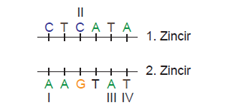 II
C T C A T A 1. Zincir
2. Zincir
A A G T A T
I III IV